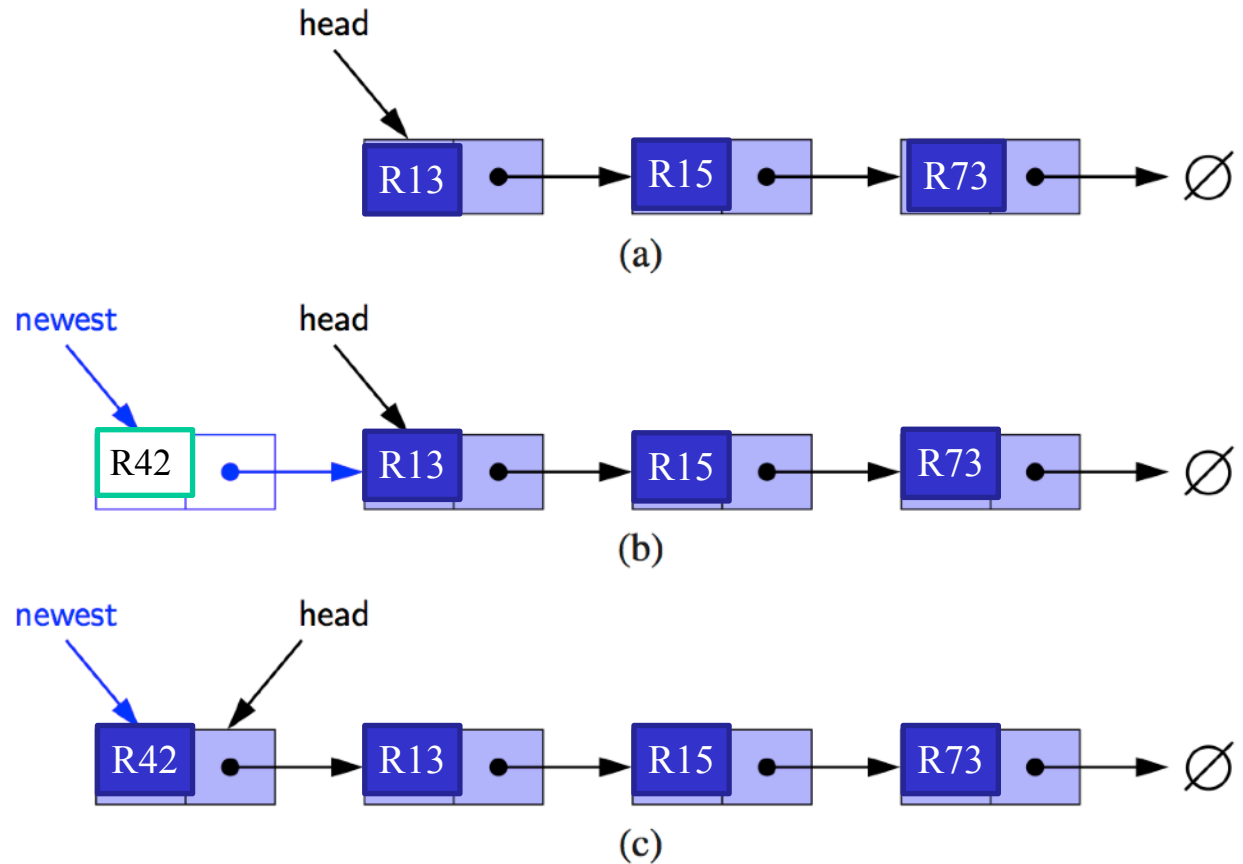 head
R13 R15 R73 ∅
(a)
newest head
R42 R13 R15 R73 ∅
(b)
newest head
R42 R13 R15 R73 ∅
(c)